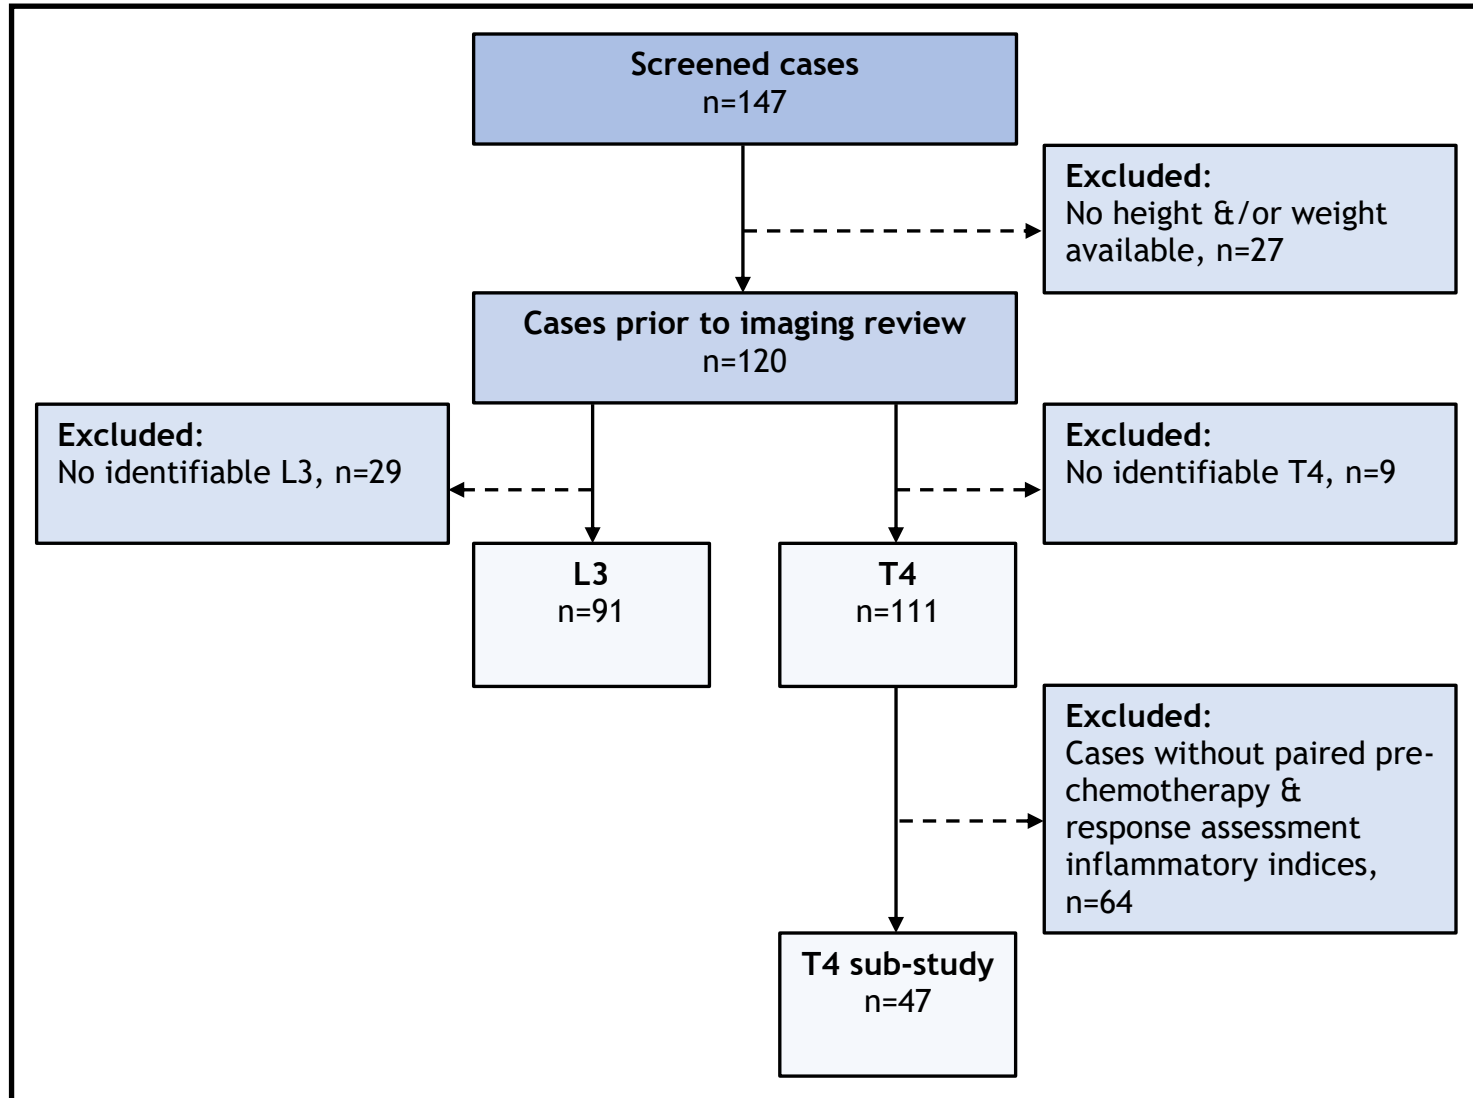 Screened cases
n=147
Excluded:
No height &/or weight
available, n=27
Cases prior to imaging review
n=120
Excluded:
No identifiable L3, n=29
Excluded:
No identifiable T4, n=9
L3
n=91
T4
n=111
Excluded:
Cases without paired pre-
chemotherapy &
response assessment
inflammatory indices,
n=64
T4 sub-study
n=47